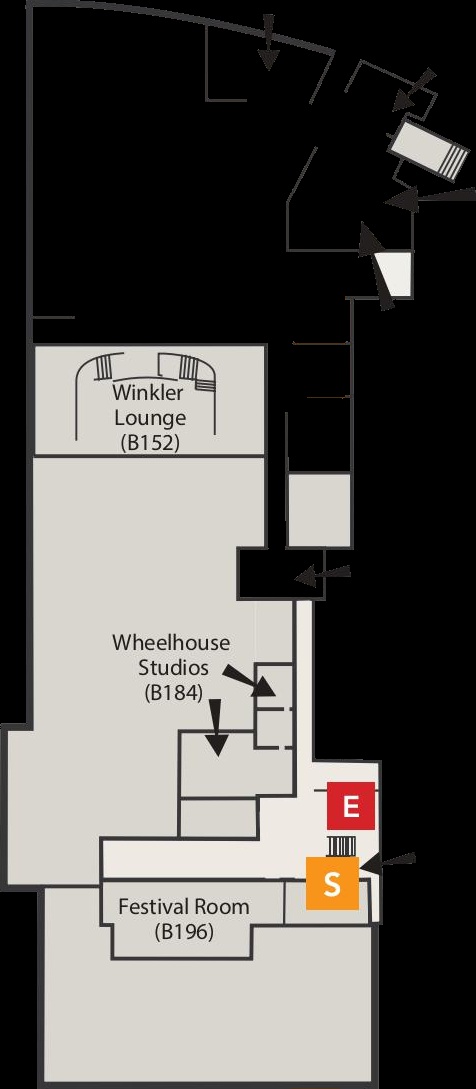 Winkler
Lounge
(B152)
Wheelhouse
Studios
(B184)
E
S
Festival Room
(B196)